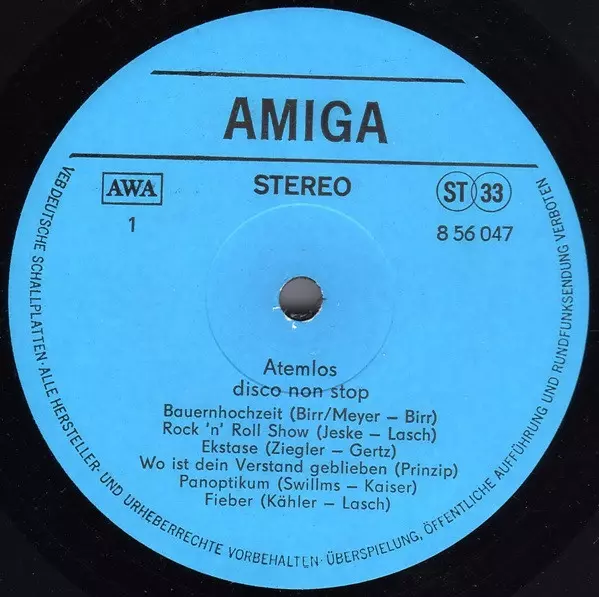 AMIGA
AWA
STEREO
ST 33
1
8 56 047
Atemlos
disco non stop
Bauernhochzeit (Birr/Meyer – Birr)
Rock 'n' Roll Show (Jeske – Lasch)
Ekstase (Ziegler – Gertz)
Wo ist dein Verstand geblieben (Prinzip)
Panoptikum (Swillms – Kaiser)
Fieber (Kähler – Lasch)
VEB DEUTSCHE SCHALLPLATTEN · ALLE HERSTELLER- UND URHEBERRECHTE VORBEHALTEN · ÜBERSPIELUNG, ÖFFENTLICHE AUFFÜHRUNG UND RUNDFUNKSENDUNG VERBOTEN